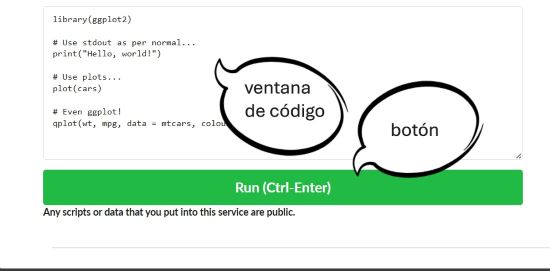 library(ggplot2)
# Use stdout as per normal...
print("Hello, world!")
# Use plots...
plot(cars)
# Even ggplot!
qplot(wt, mpg, data = mtcars, colou
ventana
de código
botón
Run (Ctrl-Enter)
Any scripts or data that you put into this service are public.